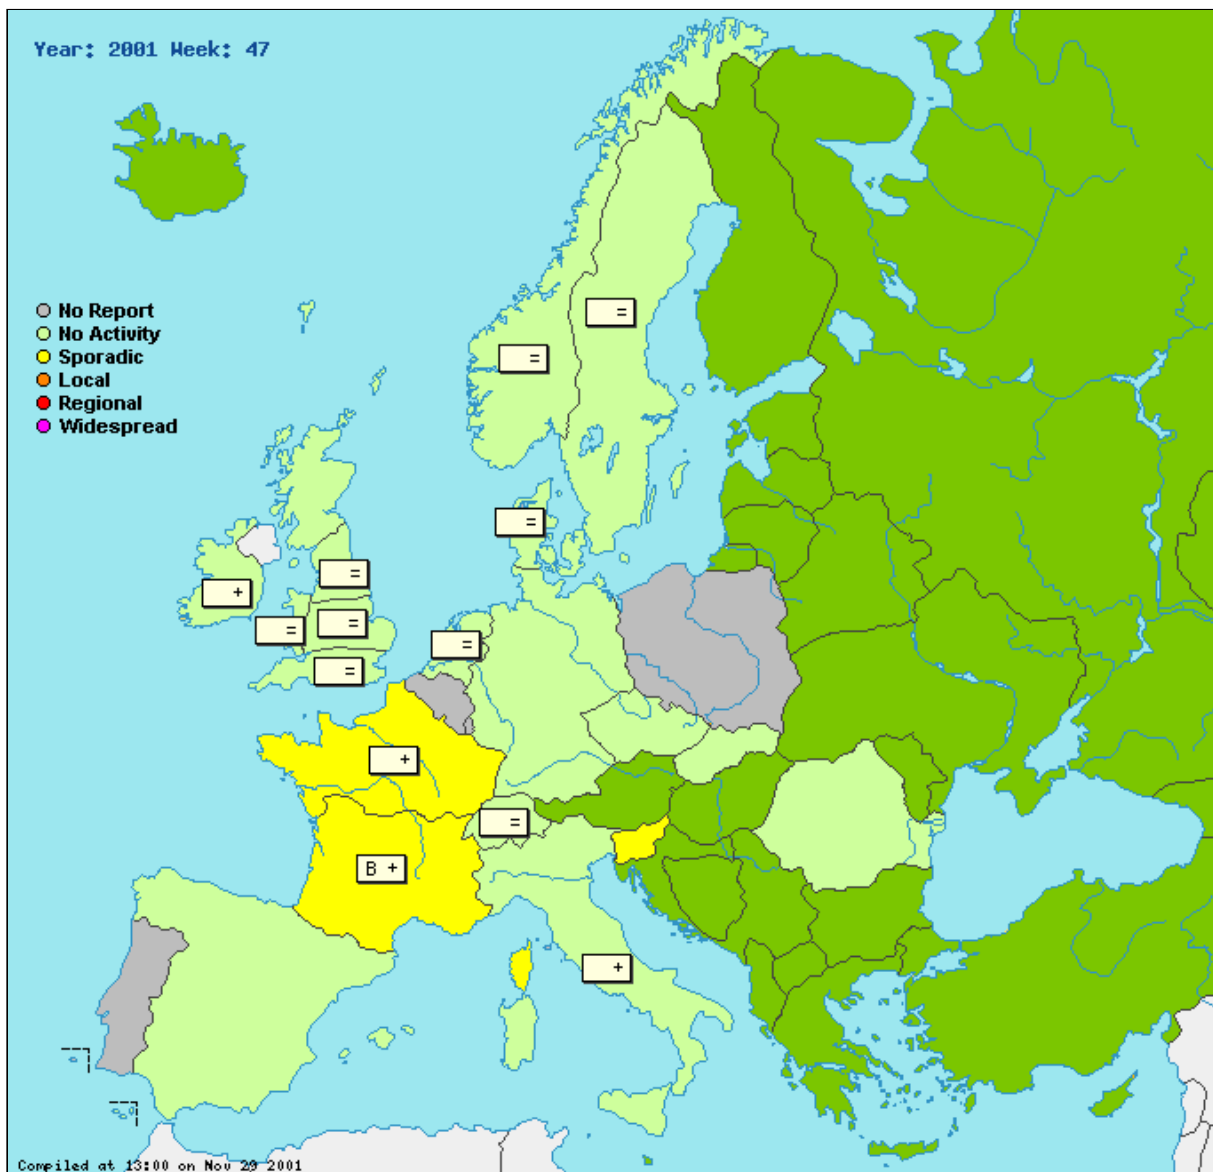 Year: 2001 Week: 47
No Report
No Activity
Sporadic
Local
Regional
Widespread
=
=
=
=
+
=
=
=
=
+
=
B +
+
Compiled at 13:00 on Nov 29 2001